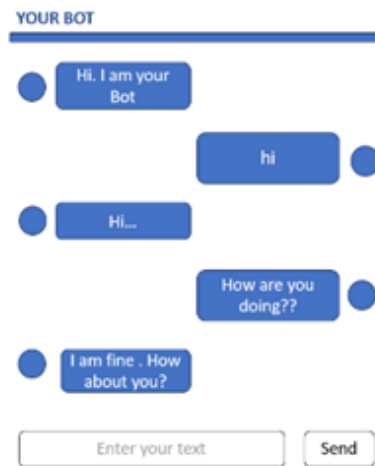 YOUR BOT
Hi. I am your
Bot
hi
Hi...
How are you
doing??
I am fine . How
about you?
Enter your text
Send